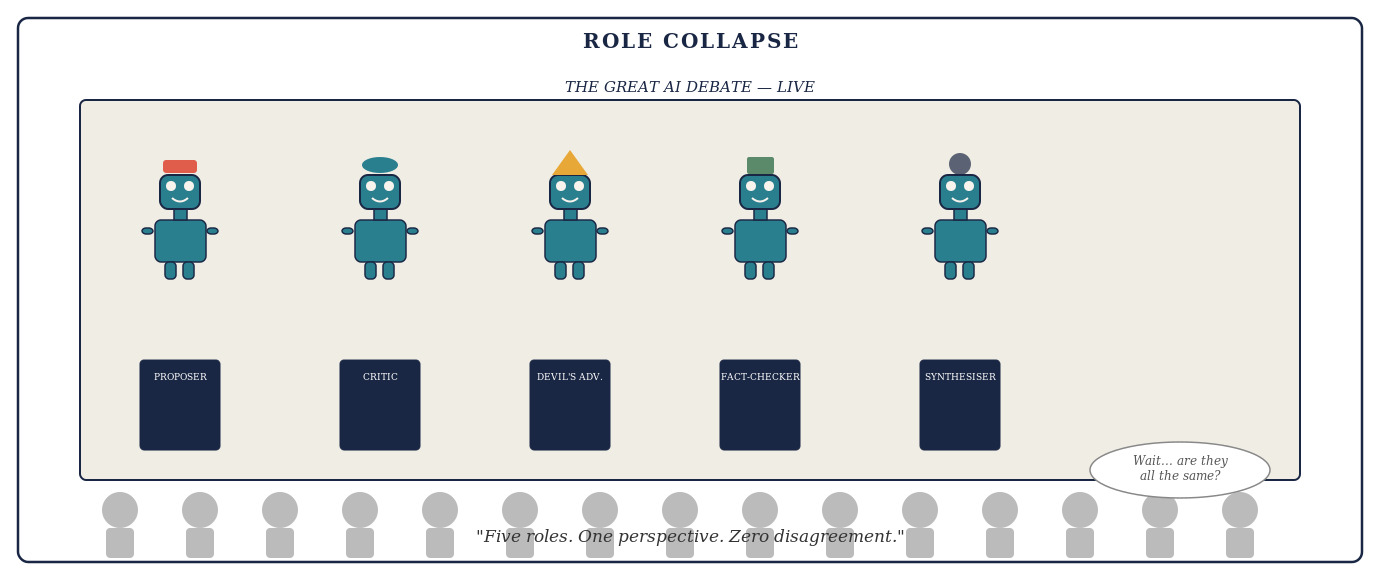 ROLE COLLAPSE
THE GREAT AI DEBATE — LIVE
PROPOSER
CRITIC
DEVIL'S ADV.
FACT-CHECKER
SYNTHESISER
Wait... are they
all the same?
"Five roles. One perspective. Zero disagreement."